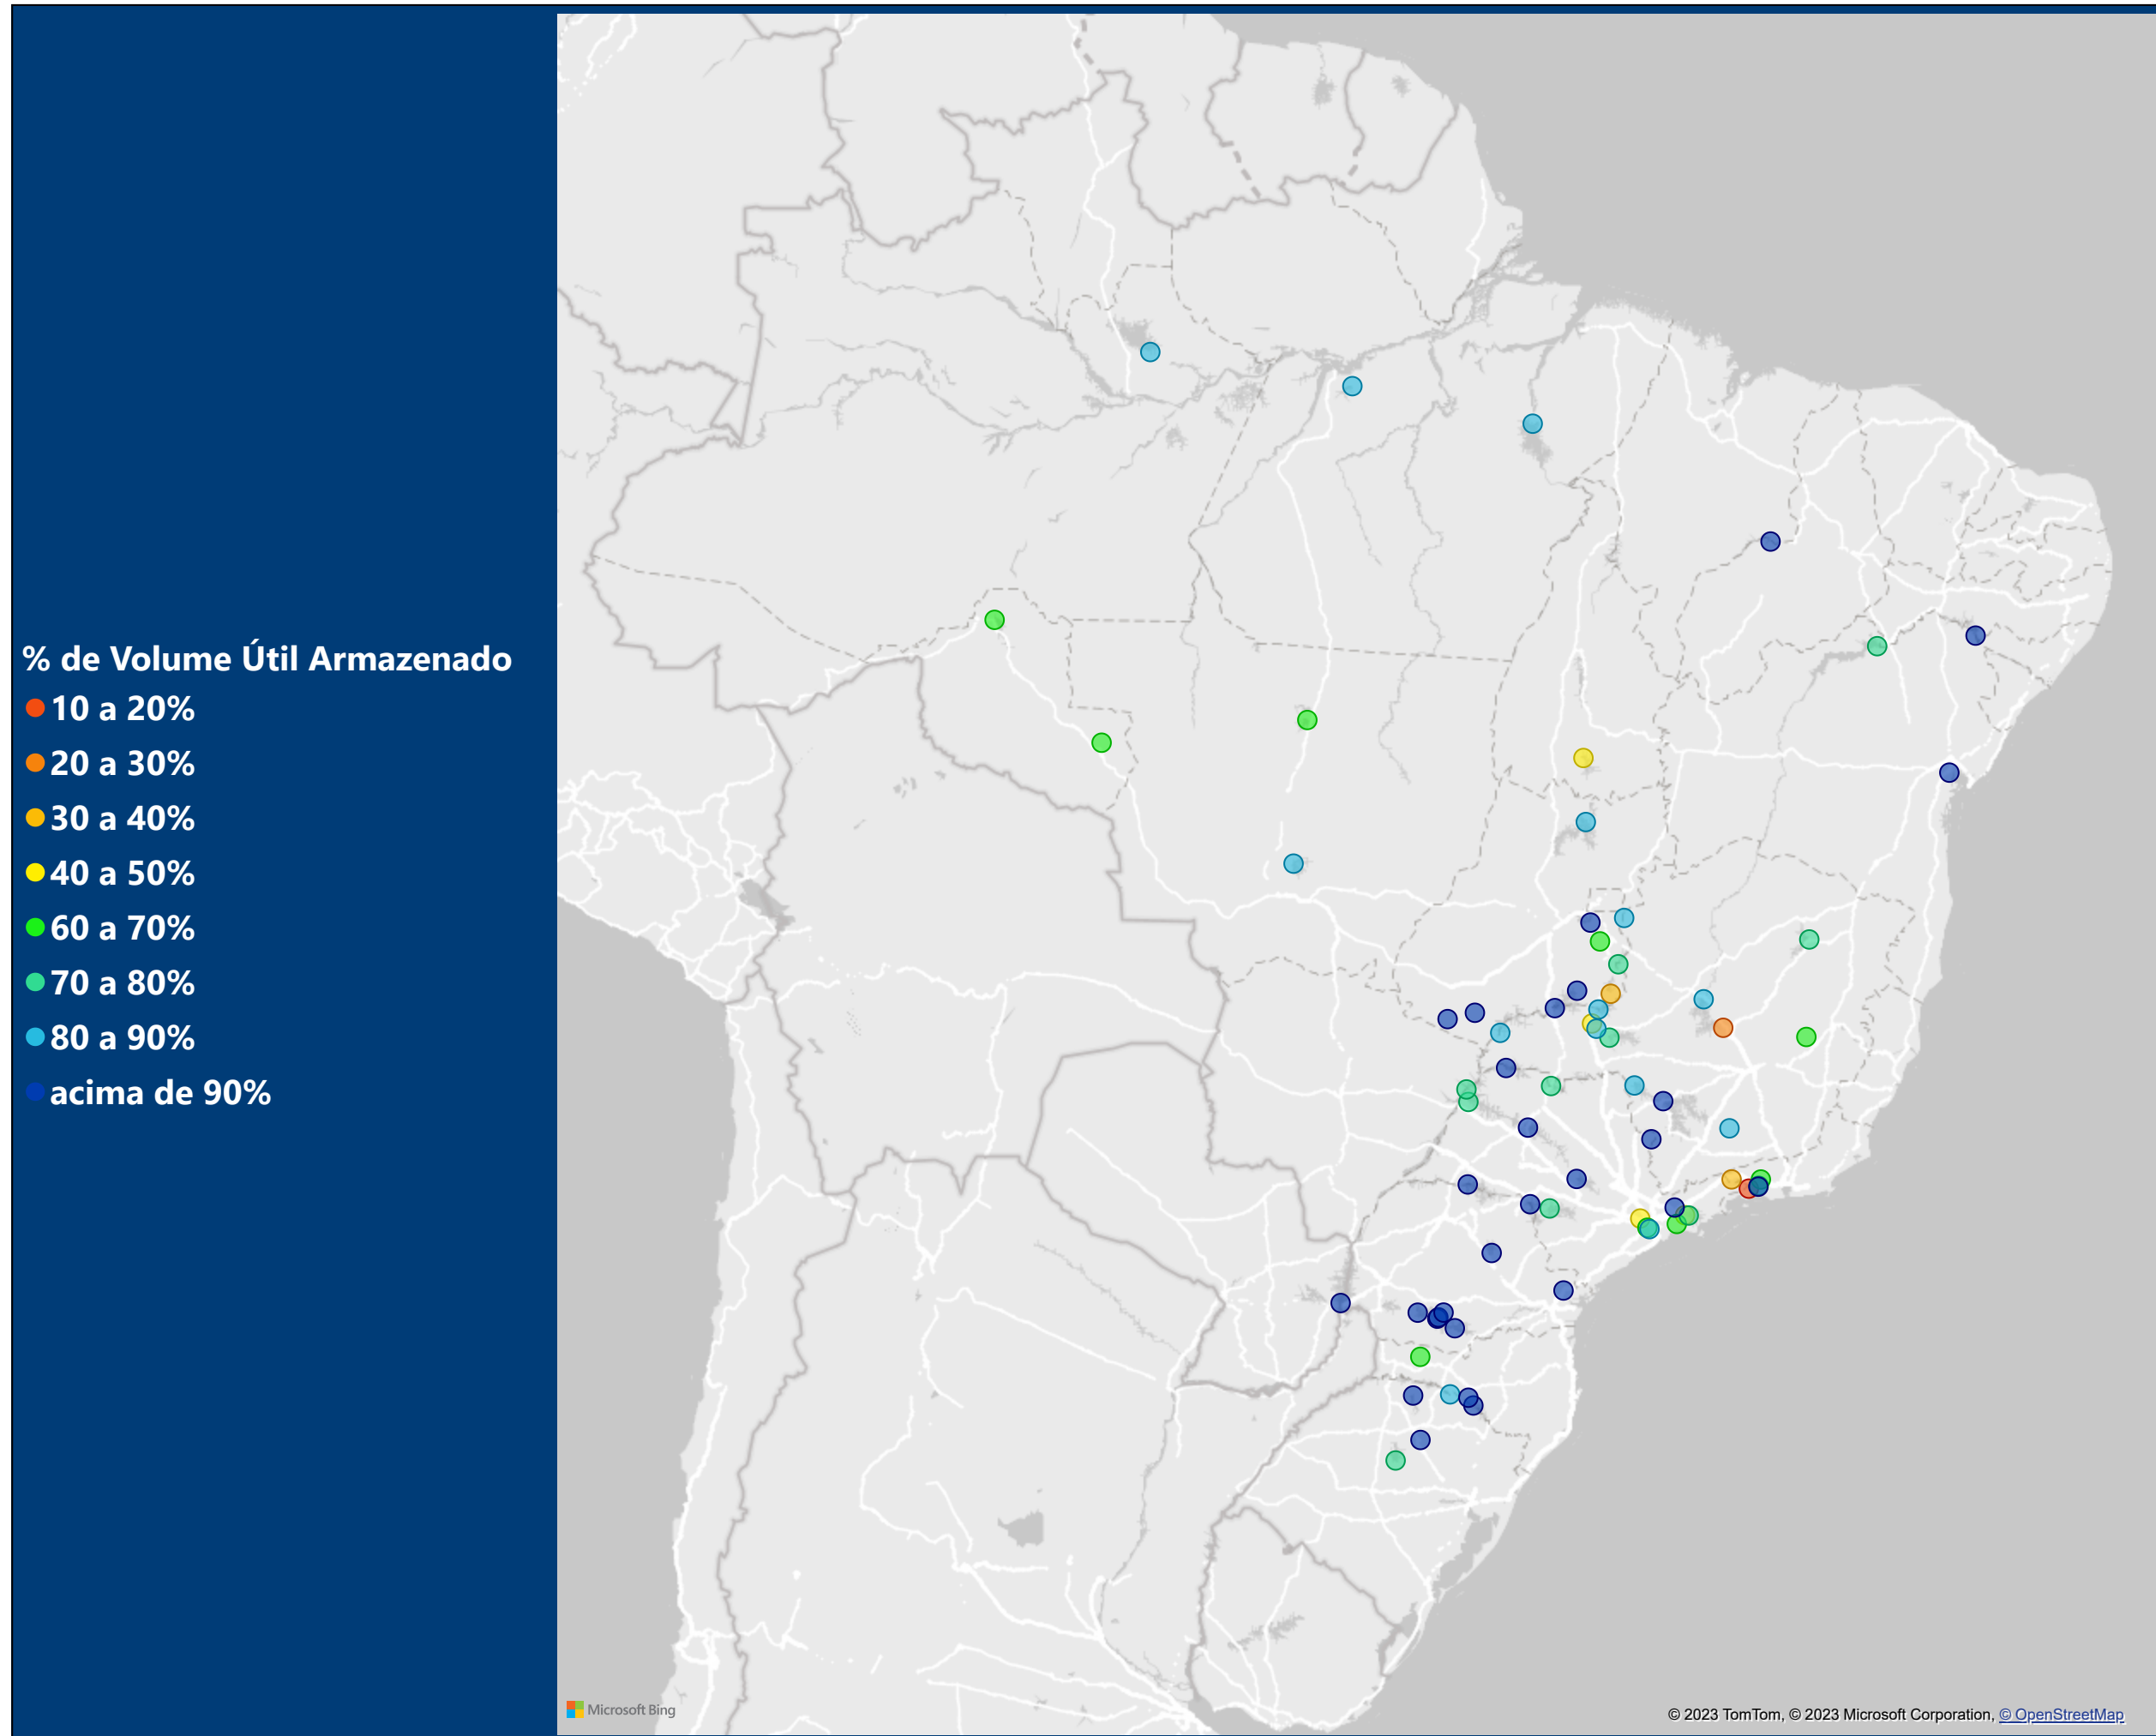 % de Volume Útil Armazenado
10 a 20%
20 a 30%
30 a 40%
40 a 50%
60 a 70%
70 a 80%
80 a 90%
acima de 90%
Microsoft Bing
© 2023 TomTom, © 2023 Microsoft Corporation, © OpenStreetMap